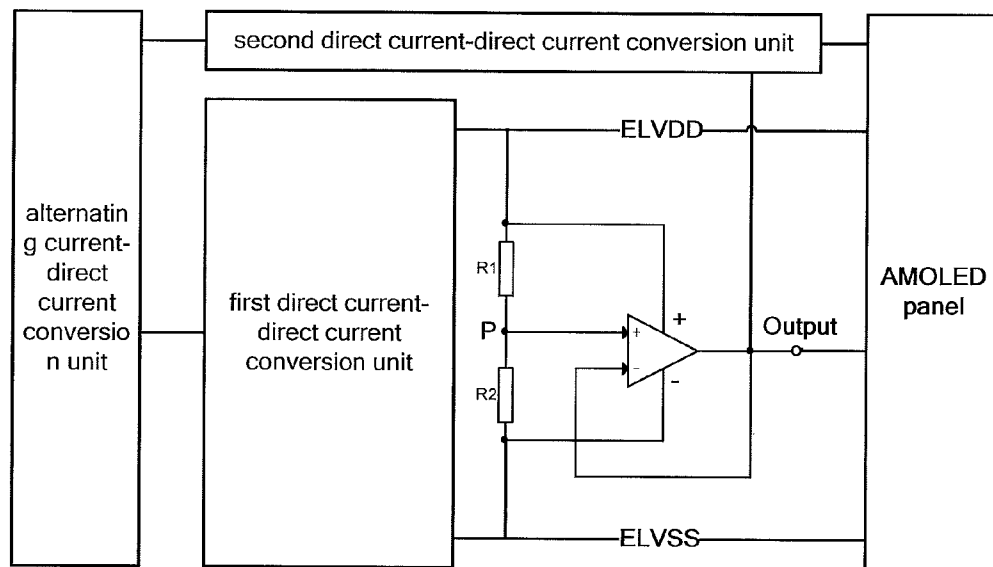 second direct current-direct current conversion unit
ELVDD
alternatin
g current-
direct
current
conversio
n unit
first direct current-
direct current
conversion unit
R1
P
R2
+
-
+
-
Output
AMOLED
panel
ELVSS